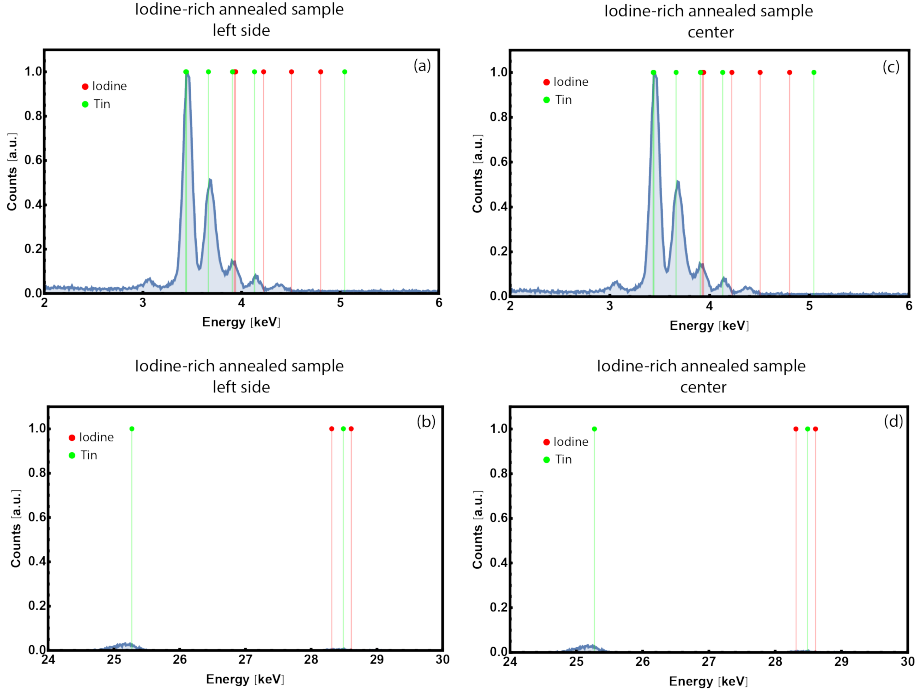 Iodine-rich annealed sample
left side
(a)
Iodine
Tin
Counts [a.u.]
1.0
0.8
0.6
0.4
0.2
0.0
2 3 4 5 6
Energy [keV]
Iodine-rich annealed sample
center
(c)
Iodine
Tin
Counts [a.u.]
1.0
0.8
0.6
0.4
0.2
0.0
2 3 4 5 6
Energy [keV]
Iodine-rich annealed sample
left side
(b)
Iodine
Tin
Counts [a.u.]
1.0
0.8
0.6
0.4
0.2
0.0
24 25 26 27 28 29 30
Energy [keV]
Iodine-rich annealed sample
center
(d)
Iodine
Tin
Counts [a.u.]
1.0
0.8
0.6
0.4
0.2
0.0
24 25 26 27 28 29 30
Energy [keV]